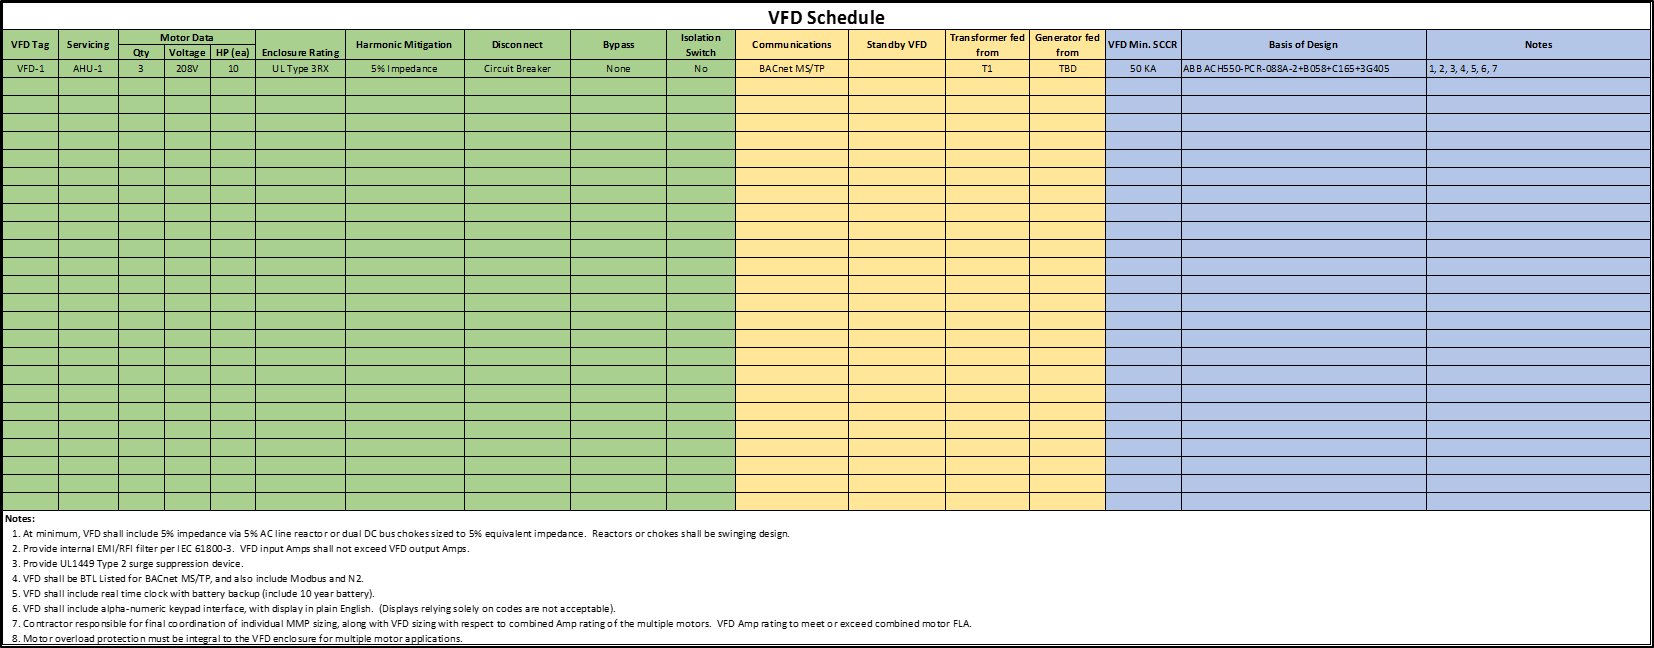 VFD Schedule
VFD Tag Servicing Motor Data Qty Voltage HP (ea) Enclosure Rating Harmonic Mitigation Disconnect Bypass Isolation Switch Communications Standby VFD Transformer fed from Generator fed from VFD Min. SCCR Basis of Design Notes
VFD-1 AHU-1 3 208V 10 UL Type 3RX 5% Impedance Circuit Breaker None No BACnet MS/TP T1 TBD 50 KA ABB ACH550-PCR-088A-2+B058+C165+3G405 1, 2, 3, 4, 5, 6, 7
Notes:
1. At minimum, VFD shall include 5% impedance via 5% AC line reactor or dual DC bus chokes sized to 5% equivalent impedance. Reactors or chokes shall be swinging design.
2. Provide internal EMI/RFI filter per IEC 61800-3. VFD input Amps shall not exceed VFD output Amps.
3. Provide UL1449 Type 2 surge suppression device.
4. VFD shall be BTL Listed for BACnet MS/TP, and also include Modbus and N2.
5. VFD shall include real time clock with battery backup (include 10 year battery).
6. VFD shall include alpha-numeric keypad interface, with display in plain English. (Displays relying solely on codes are not acceptable).
7. Contractor responsible for final coordination of individual MMP sizing, along with VFD sizing with respect to combined Amp rating of the multiple motors. VFD Amp rating to meet or exceed combined motor FLA.
8. Motor overload protection must be integral to the VFD enclosure for multiple motor applications.